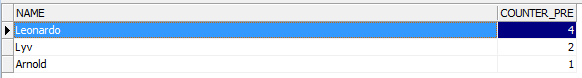 NAME COUNTER_PRE
Leonardo 4
Lyv 2
Arnold 1